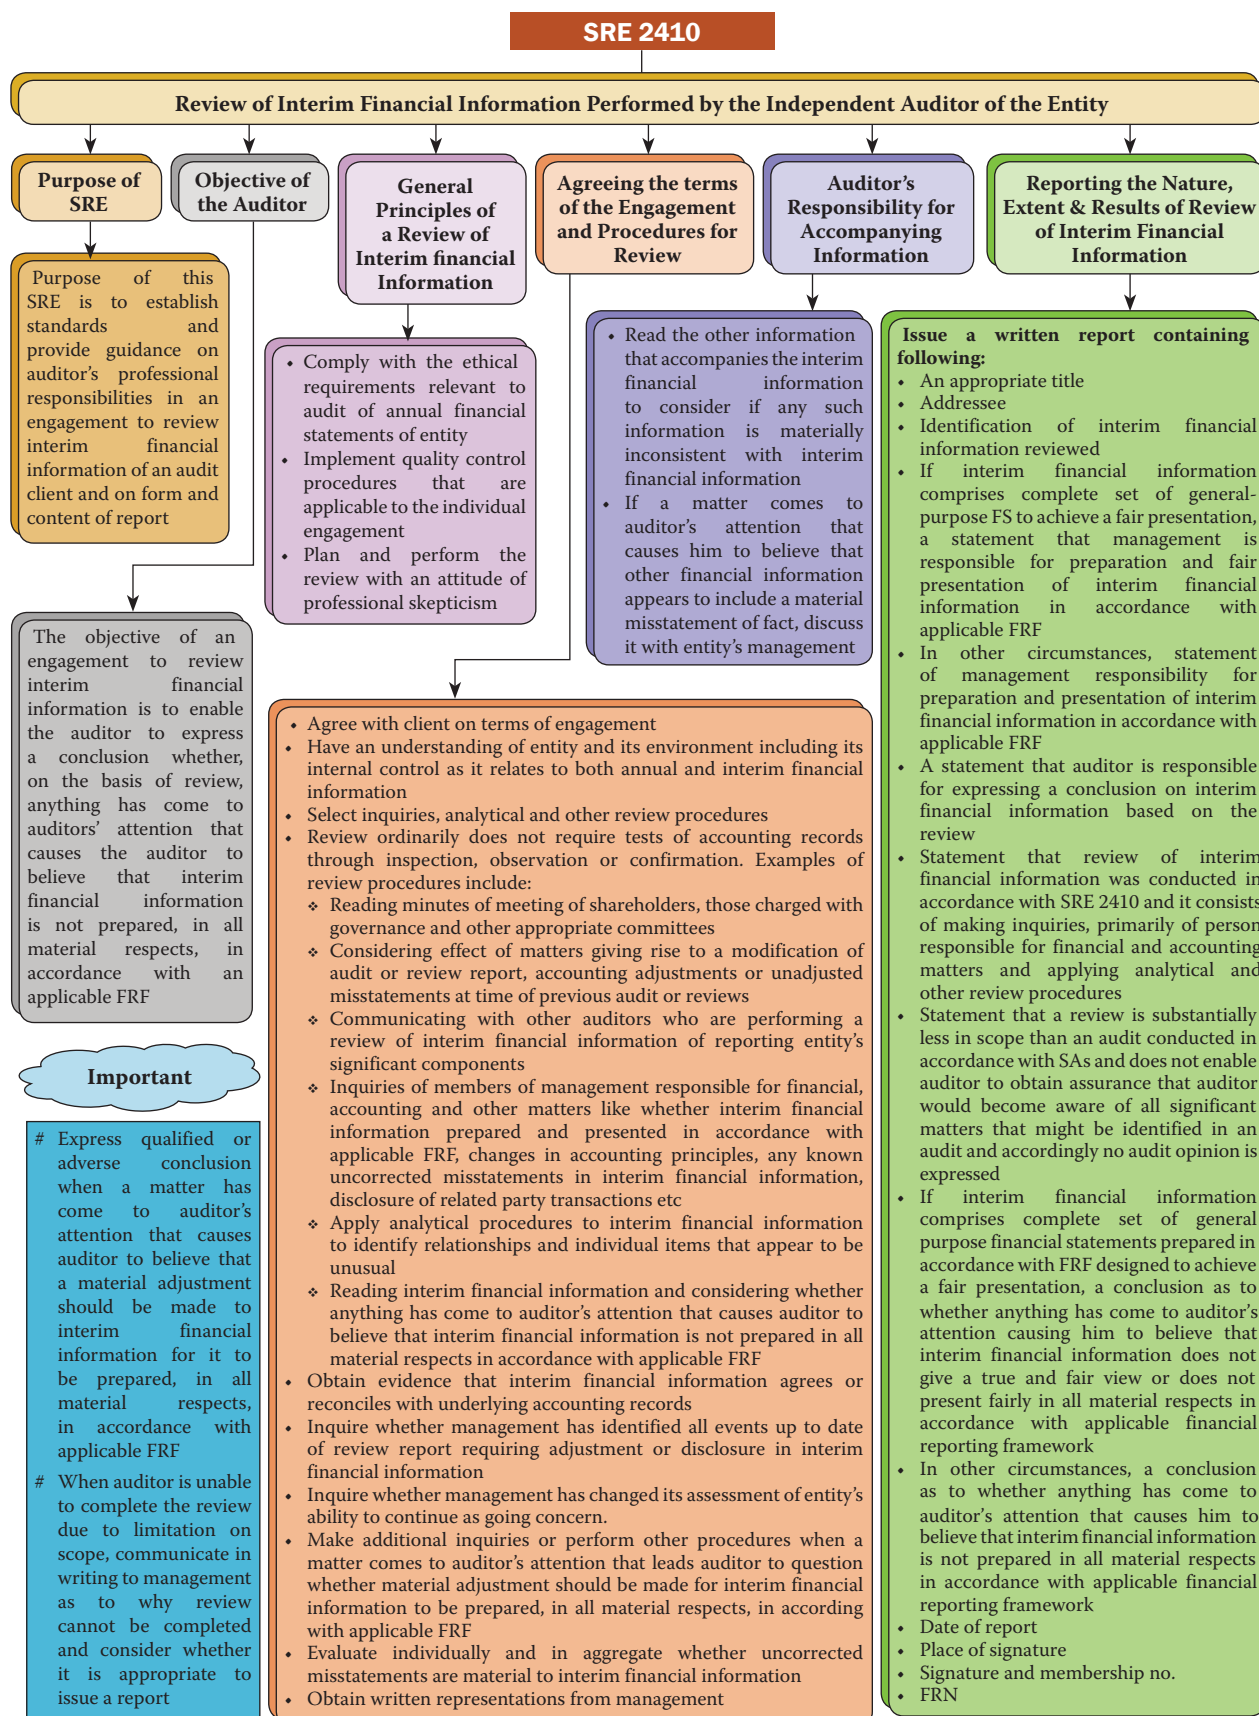 SRE 2410
Review of Interim Financial Information Performed by the Independent Auditor of the Entity
Purpose of
SRE
Objective of
the Auditor
General
Principles of
a Review of
Interim financial
Information
Agreeing the terms
of the Engagement
and Procedures for
Review
Auditor's
Responsibility for
Accompanying
Information
Reporting the Nature,
Extent & Results of Review
of Interim Financial
Information
Purpose of this
SRE is to establish
standards and
provide guidance on
auditor's professional
responsibilities in an
engagement to review
interim financial
information of an audit
client and on form and
content of report
The objective of an
engagement to review
interim financial
information is to enable
the auditor to express
a conclusion whether,
on the basis of review,
anything has come to
auditors' attention that
causes the auditor to
believe that interim
financial information
is not prepared, in all
material respects, in
accordance with an
applicable FRF
• Comply with the ethical
requirements relevant to
audit of annual financial
statements of entity
• Implement quality control
procedures that are
applicable to the individual
engagement
• Plan and perform the
review with an attitude of
professional skepticism
• Read the other information
that accompanies the interim
financial information
to consider if any such
information is materially
inconsistent with interim
financial information
• If a matter comes to
auditor's attention that
causes him to believe that
other financial information
appears to include a material
misstatement of fact, discuss
it with entity's management
• Agree with client on terms of engagement
• Have an understanding of entity and its environment including its
internal control as it relates to both annual and interim financial
information
• Select inquiries, analytical and other review procedures
• Review ordinarily does not require tests of accounting records
through inspection, observation or confirmation. Examples of
review procedures include:
❖ Reading minutes of meeting of shareholders, those charged with
governance and other appropriate committees
❖ Considering effect of matters giving rise to a modification of
audit or review report, accounting adjustments or unadjusted
misstatements at time of previous audit or reviews
❖ Communicating with other auditors who are performing a
review of interim financial information of reporting entity's
significant components
❖ Inquiries of members of management responsible for financial,
accounting and other matters like whether interim financial
information prepared and presented in accordance with
applicable FRF, changes in accounting principles, any known
uncorrected misstatements in interim financial information,
disclosure of related party transactions etc
❖ Apply analytical procedures to interim financial information
to identify relationships and individual items that appear to be
unusual
❖ Reading interim financial information and considering whether
anything has come to auditor's attention that causes auditor to
believe that interim financial information is not prepared in all
material respects in accordance with applicable FRF
• Obtain evidence that interim financial information agrees or
reconciles with underlying accounting records
• Inquire whether management has identified all events up to date
of review report requiring adjustment or disclosure in interim
financial information
• Inquire whether management has changed its assessment of entity's
ability to continue as going concern.
• Make additional inquiries or perform other procedures when a
matter comes to auditor's attention that leads auditor to question
whether material adjustment should be made for interim financial
information to be prepared, in all material respects, in according
with applicable FRF
• Evaluate individually and in aggregate whether uncorrected
misstatements are material to interim financial information
• Obtain written representations from management
Issue a written report containing
following:
• An appropriate title
• Addressee
• Identification of interim financial
information reviewed
• If interim financial information
comprises complete set of general-
purpose FS to achieve a fair presentation,
a statement that management is
responsible for preparation and fair
presentation of interim financial
information in accordance with
applicable FRF
• In other circumstances, statement
of management responsibility for
preparation and presentation of interim
financial information in accordance with
applicable FRF
• A statement that auditor is responsible
for expressing a conclusion on interim
financial information based on the
review
• Statement that review of interim
financial information was conducted in
accordance with SRE 2410 and it consists
of making inquiries, primarily of person
responsible for financial and accounting
matters and applying analytical and
other review procedures
• Statement that a review is substantially
less in scope than an audit conducted in
accordance with SAs and does not enable
auditor to obtain assurance that auditor
would become aware of all significant
matters that might be identified in an
audit and accordingly no audit opinion is
expressed
• If interim financial information
comprises complete set of general
purpose financial statements prepared in
accordance with FRF designed to achieve
a fair presentation, a conclusion as to
whether anything has come to auditor's
attention causing him to believe that
interim financial information does not
give a true and fair view or does not
present fairly in all material respects in
accordance with applicable financial
reporting framework
• In other circumstances, a conclusion
as to whether anything has come to
auditor's attention that causes him to
believe that interim financial information
is not prepared in all material respects
in accordance with applicable financial
reporting framework
• Date of report
• Place of signature
• Signature and membership no.
• FRN
Important
# Express qualified or
adverse conclusion
when a matter has
come to auditor's
attention that causes
auditor to believe that
a material adjustment
should be made to
interim financial
information for it to
be prepared, in all
material respects,
in accordance with
applicable FRF
# When auditor is unable
to complete the review
due to limitation on
scope, communicate in
writing to management
as to why review
cannot be completed
and consider whether
it is appropriate to
issue a report